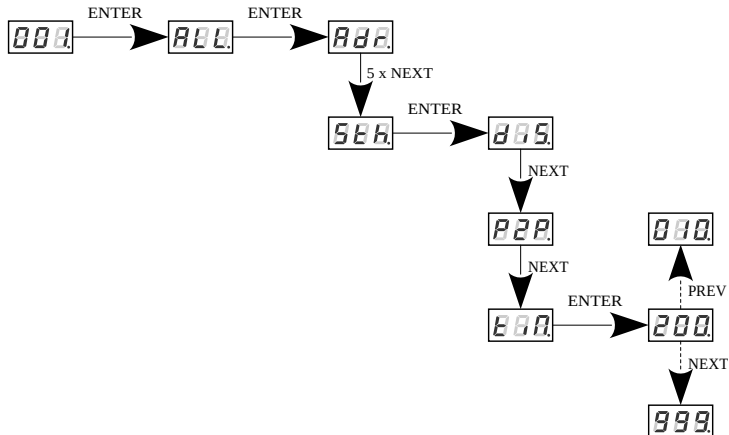 ENTER
ENTER
001.
ALL.
Adr.
5 x NEXT
ENTER
Sth.
diS.
NEXT
P2P.
010.
NEXT
PREV
ENTER
tiM.
200.
NEXT
999.